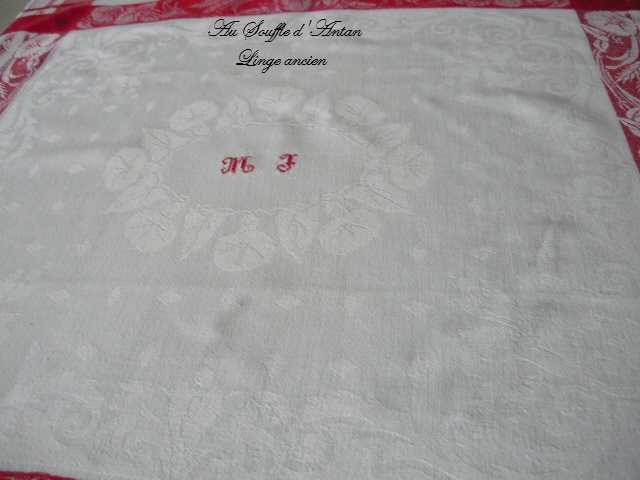 Au Souffle d'Antan
Linge ancien
M F